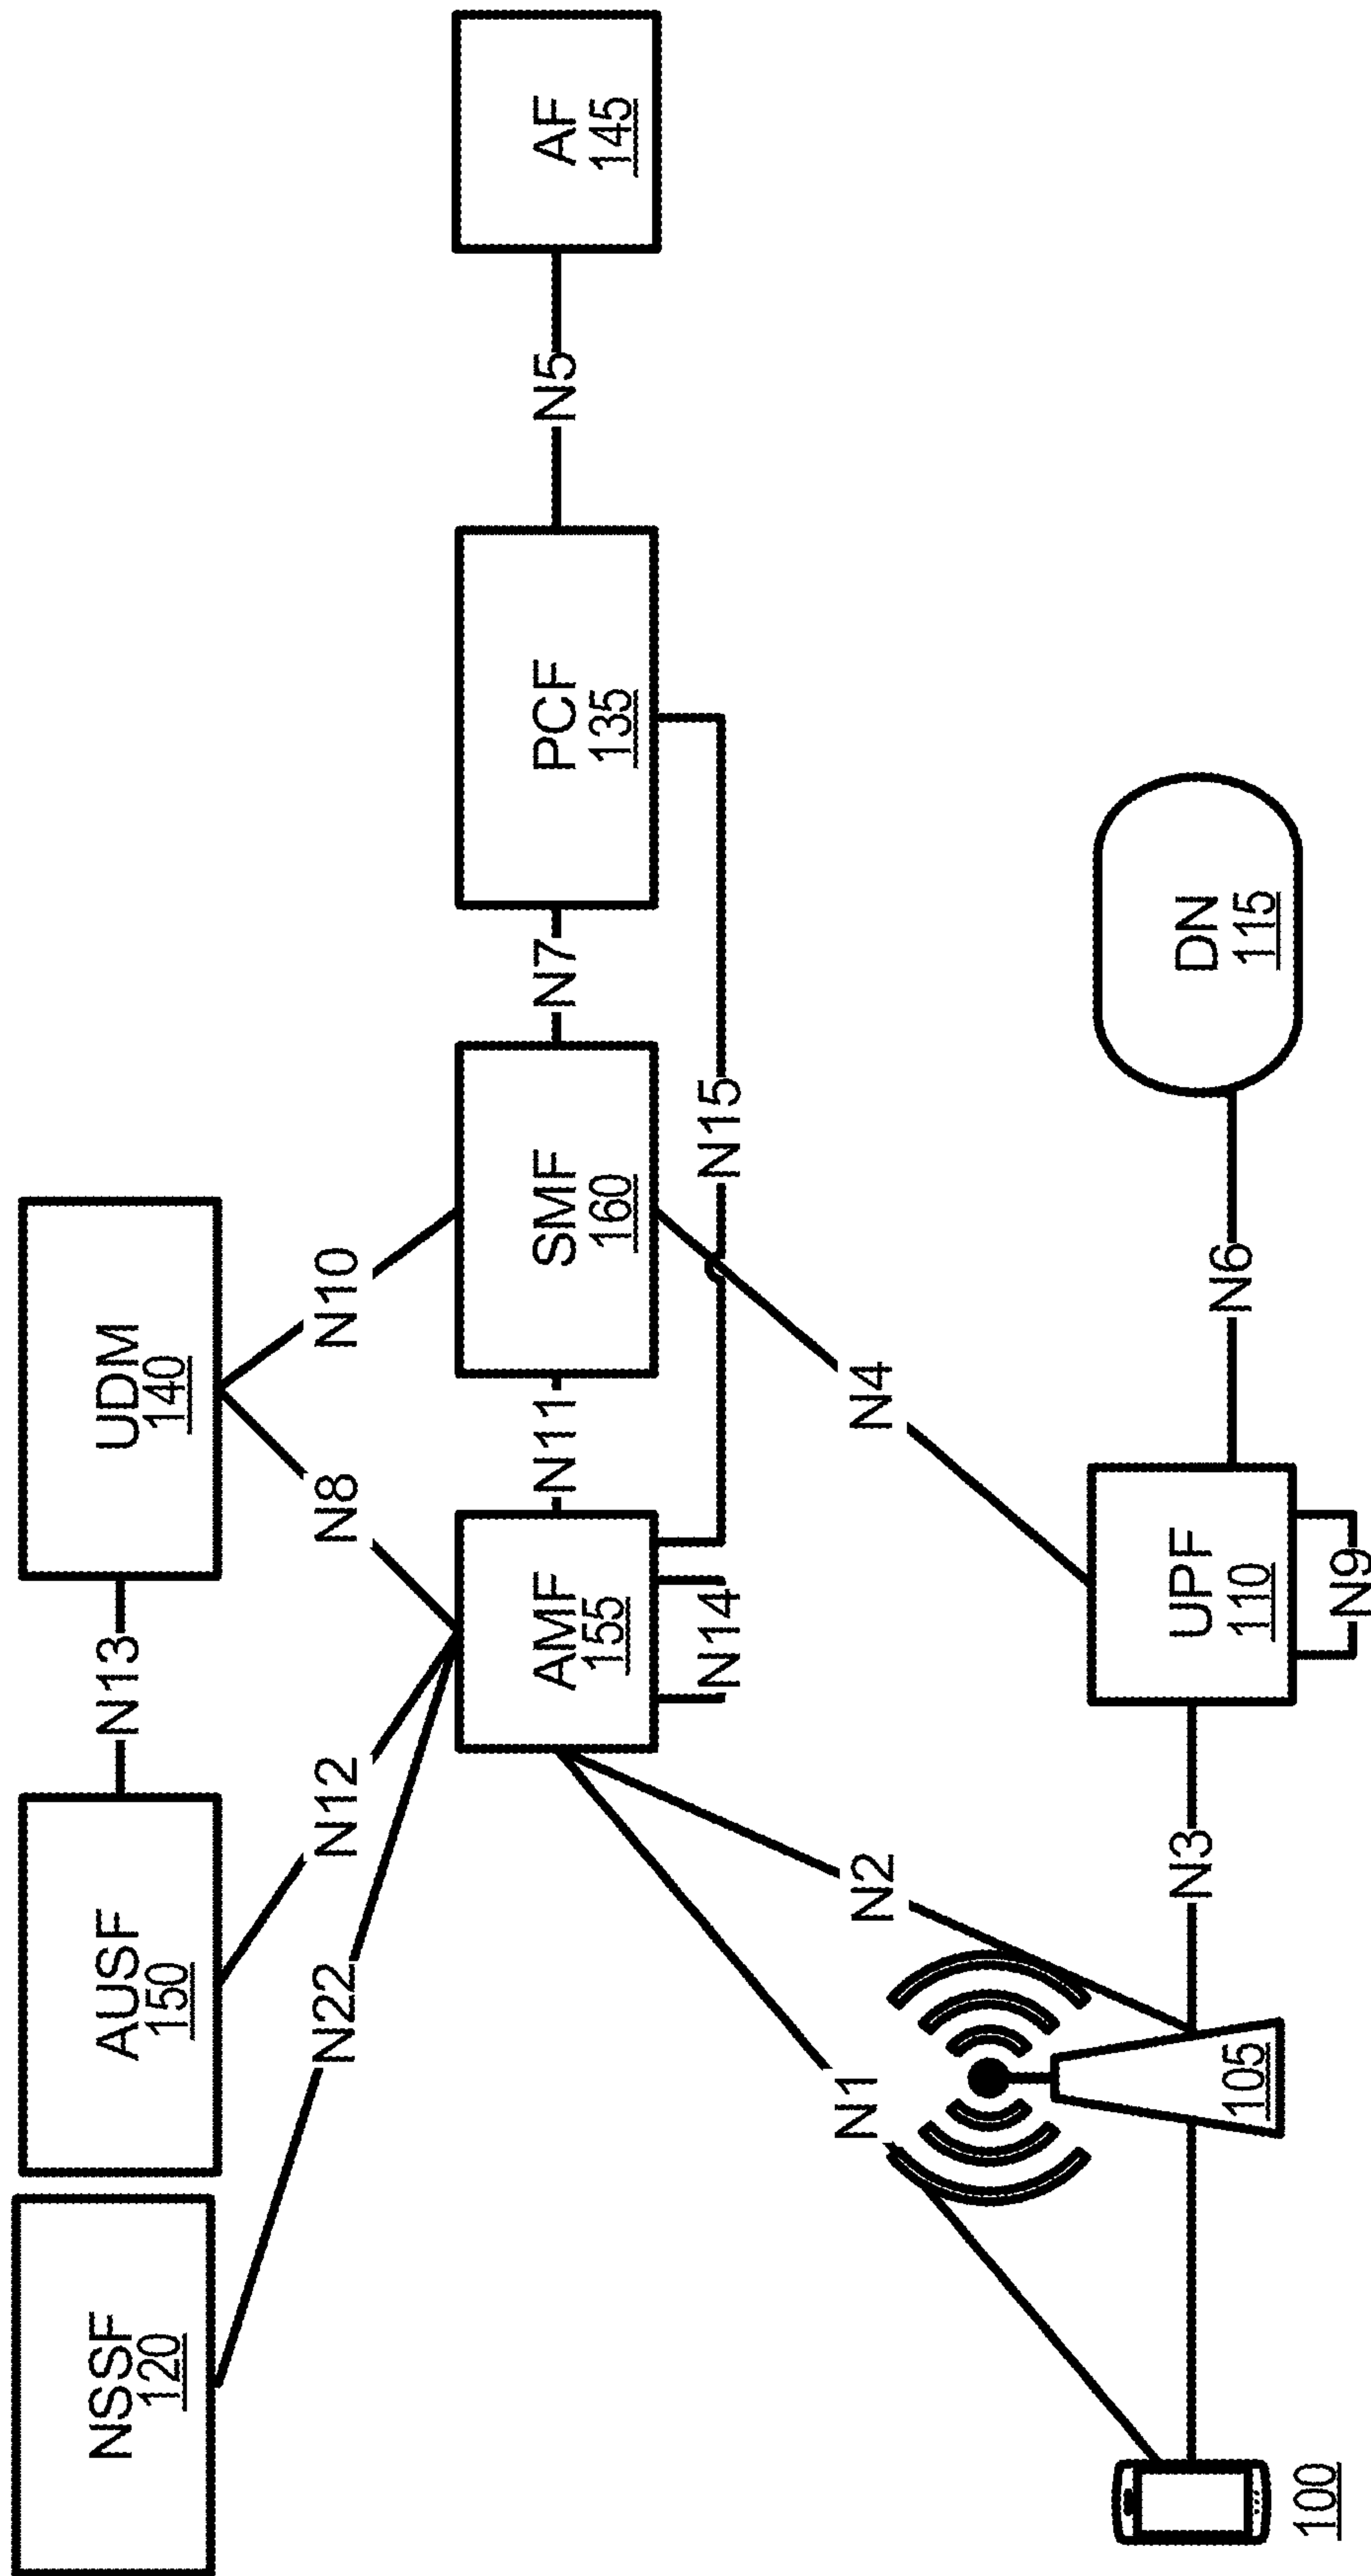 NSSF
120
AUSF
150
N13
UDM
140
N22
N12
N8
N10
AMF
155
N11
SMF
160
N7
PCF
135
N5
AF
145
N14
N15
N1
N2
N4
100
105
N3
UPF
110
N6
DN
115
N9